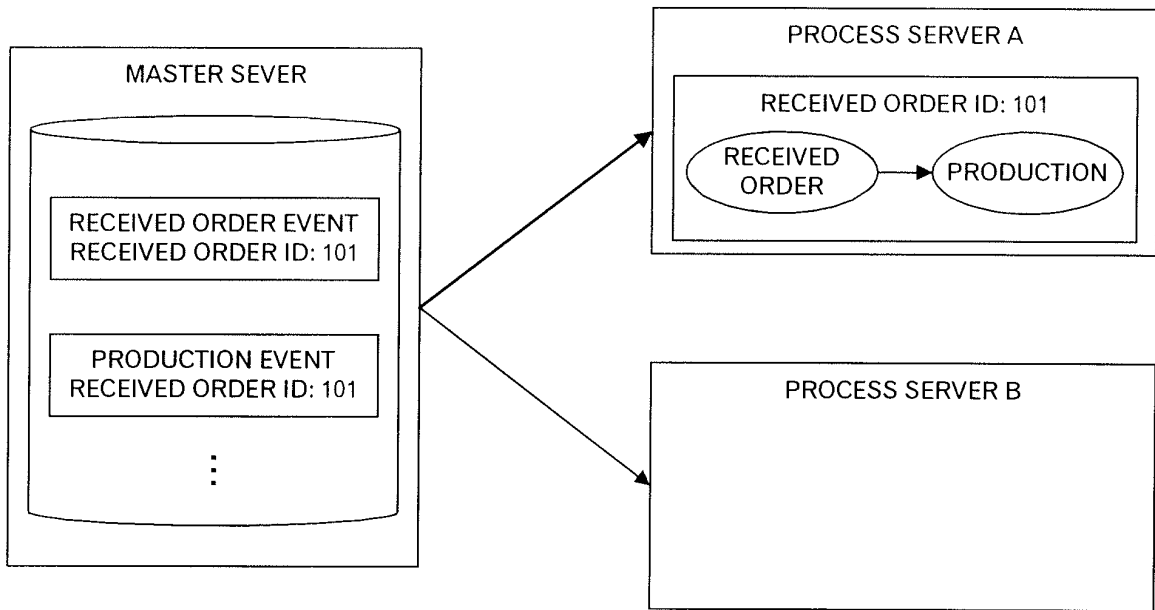 MASTER SEVER
RECEIVED ORDER EVENT
RECEIVED ORDER ID: 101
PRODUCTION EVENT
RECEIVED ORDER ID: 101
PROCESS SERVER A
RECEIVED ORDER ID: 101
RECEIVED
ORDER
PRODUCTION
PROCESS SERVER B